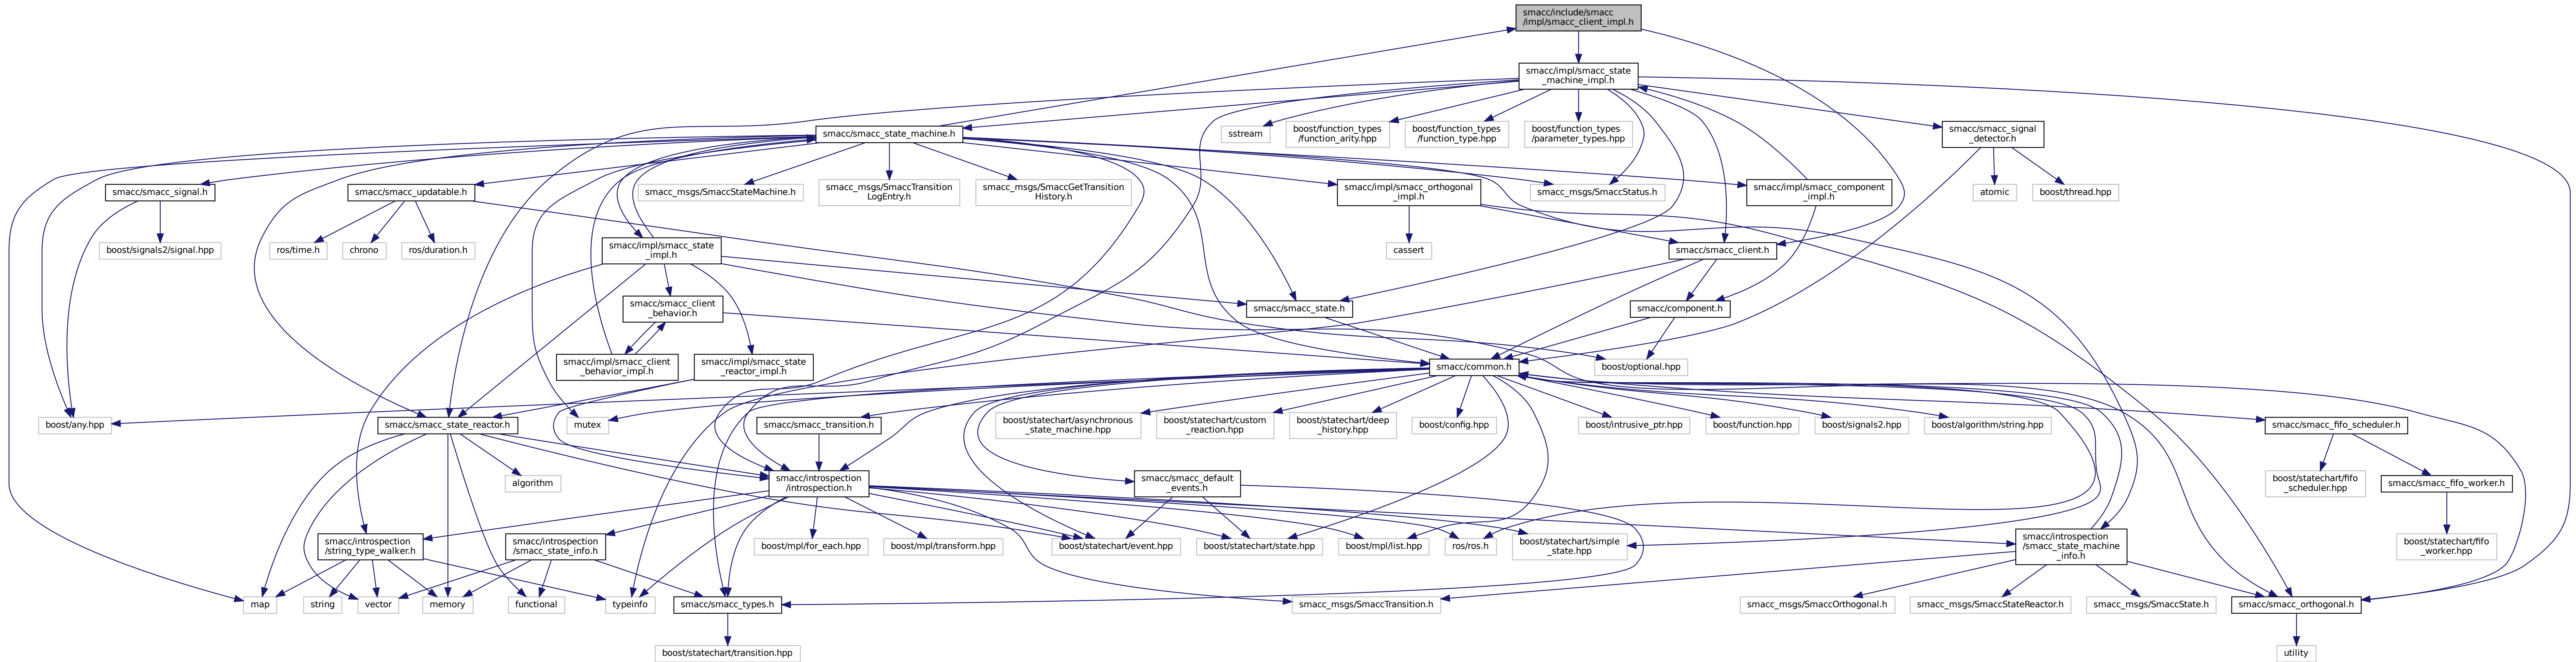 smacc/include/smacc
/impl/smacc_client_impl.h
smacc/impl/smacc_state
_machine_impl.h
smacc/smacc_state_machine.h
sstream
boost/function_types
/function_arity.hpp
boost/function_types
/function_type.hpp
boost/function_types
/parameter_types.hpp
smacc/smacc_signal
_detector.h
smacc/smacc_signal.h
smacc/smacc_updatable.h
smacc_msgs/SmaccStateMachine.h
smacc_msgs/SmaccTransition
LogEntry.h
smacc_msgs/SmaccGetTransition
History.h
smacc/impl/smacc_orthogonal
_impl.h
smacc_msgs/SmaccStatus.h
smacc/impl/smacc_component
_impl.h
atomic
boost/thread.hpp
boost/signals2/signal.hpp
ros/time.h
chrono
ros/duration.h
smacc/impl/smacc_state
_impl.h
cassert
smacc/smacc_client.h
smacc/smacc_client
_behavior.h
smacc/smacc_state.h
smacc/component.h
smacc/impl/smacc_client
_behavior_impl.h
smacc/impl/smacc_state
_reactor_impl.h
smacc/common.h
boost/optional.hpp
boost/any.hpp
smacc/smacc_state_reactor.h
mutex
smacc/smacc_transition.h
boost/statechart/asynchronous
_state_machine.hpp
boost/statechart/custom
_reaction.hpp
boost/statechart/deep
_history.hpp
boost/config.hpp
boost/intrusive_ptr.hpp
boost/function.hpp
boost/signals2.hpp
boost/algorithm/string.hpp
smacc/smacc_fifo_scheduler.h
algorithm
smacc/introspection
/introspection.h
smacc/smacc_default
_events.h
boost/statechart/fifo
_scheduler.hpp
smacc/smacc_fifo_worker.h
smacc/introspection
/string_type_walker.h
smacc/introspection
/smacc_state_info.h
boost/mpl/for_each.hpp
boost/mpl/transform.hpp
boost/statechart/event.hpp
boost/statechart/state.hpp
boost/mpl/list.hpp
ros/ros.h
boost/statechart/simple
_state.hpp
smacc/introspection
/smacc_state_machine
_info.h
boost/statechart/fifo
_worker.hpp
map
string
vector
memory
functional
typeinfo
smacc/smacc_types.h
smacc_msgs/SmaccTransition.h
smacc_msgs/SmaccOrthogonal.h
smacc_msgs/SmaccStateReactor.h
smacc_msgs/SmaccState.h
smacc/smacc_orthogonal.h
boost/statechart/transition.hpp
utility